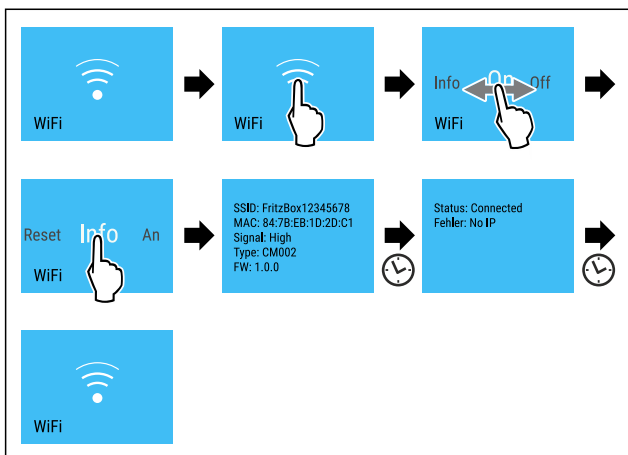 WiFi
WiFi
Info On Off
WiFi
Reset Info An
WiFi
SSID: FritzBox12345678
MAC: 84:7B:EB:1D:2D:C1
Signal: High
Type: CM002
FW: 1.0.0
Status: Connected
Fehler: No IP
WiFi